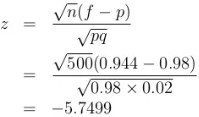 z = √n(f − p) / √pq
= √500(0.944 − 0.98) / √0.98 × 0.02
= −5.7499